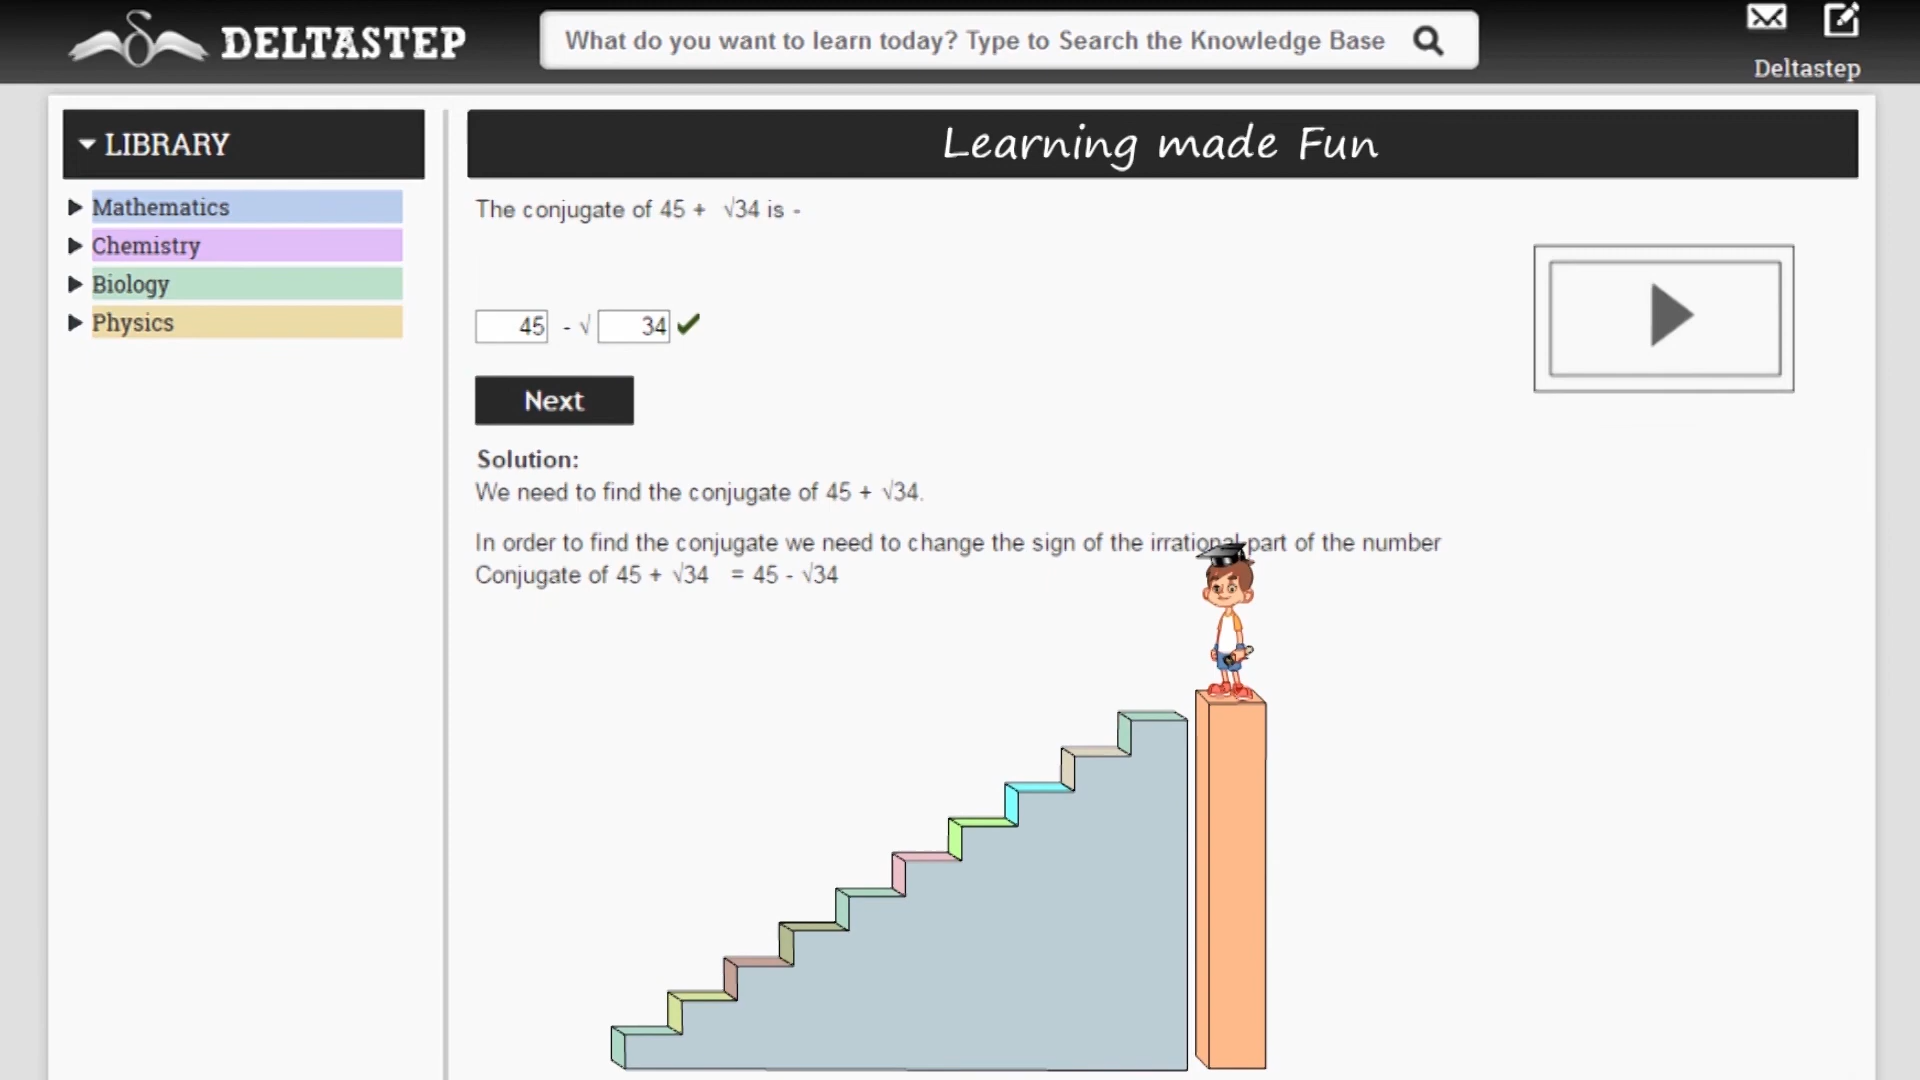 DELTASTEP
What do you want to learn today? Type to Search the Knowledge Base
Deltastep
LIBRARY
Mathematics
Chemistry
Biology
Physics
Learning made Fun
The conjugate of 45 + √34 is -
45 - √ 34
Next
Solution:
We need to find the conjugate of 45 + √34.
In order to find the conjugate we need to change the sign of the irrational part of the number
Conjugate of 45 + √34 = 45 - √34